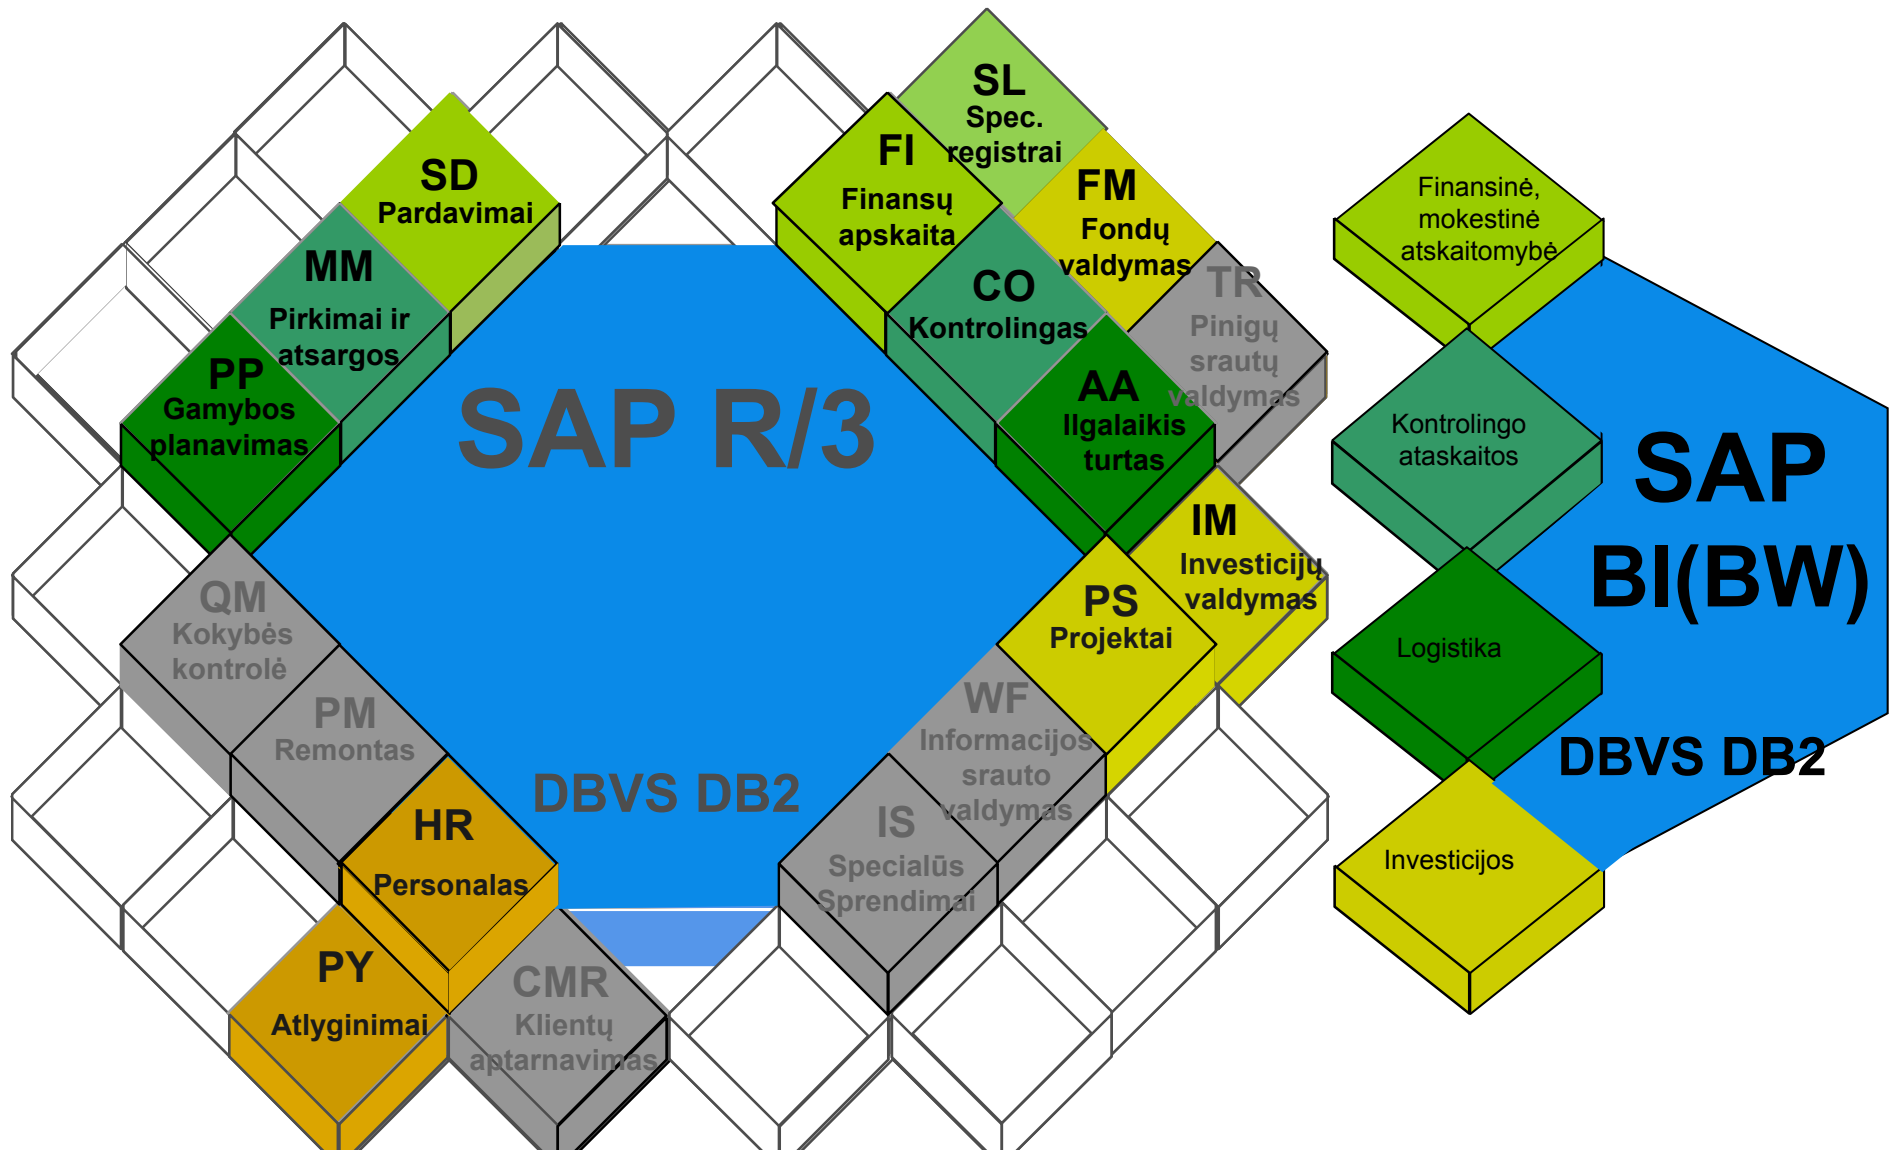 SL
Spec.
registrai
FI
Finansų
apskaita
FM
Fondų
valdymas
SD
Pardavimai
MM
Pirkimai ir
atsargos
CO
Kontrolingas
TR
Pinigų
srautų
valdymas
PP
Gamybos
planavimas
AA
Ilgalaikis
turtas
SAP R/3
IM
Investicijų
valdymas
QM
Kokybės
kontrolė
PS
Projektai
PM
Remontas
WF
Informacijos
srauto
valdymas
DBVS DB2
HR
Personalas
IS
Specialūs
Sprendimai
PY
Atlyginimai
CMR
Klientų
aptarnavimas
Finansinė,
mokestinė
atskaitomybė
Kontrolingo
ataskaitos
SAP
BI(BW)
Logistika
DBVS DB2
Investicijos